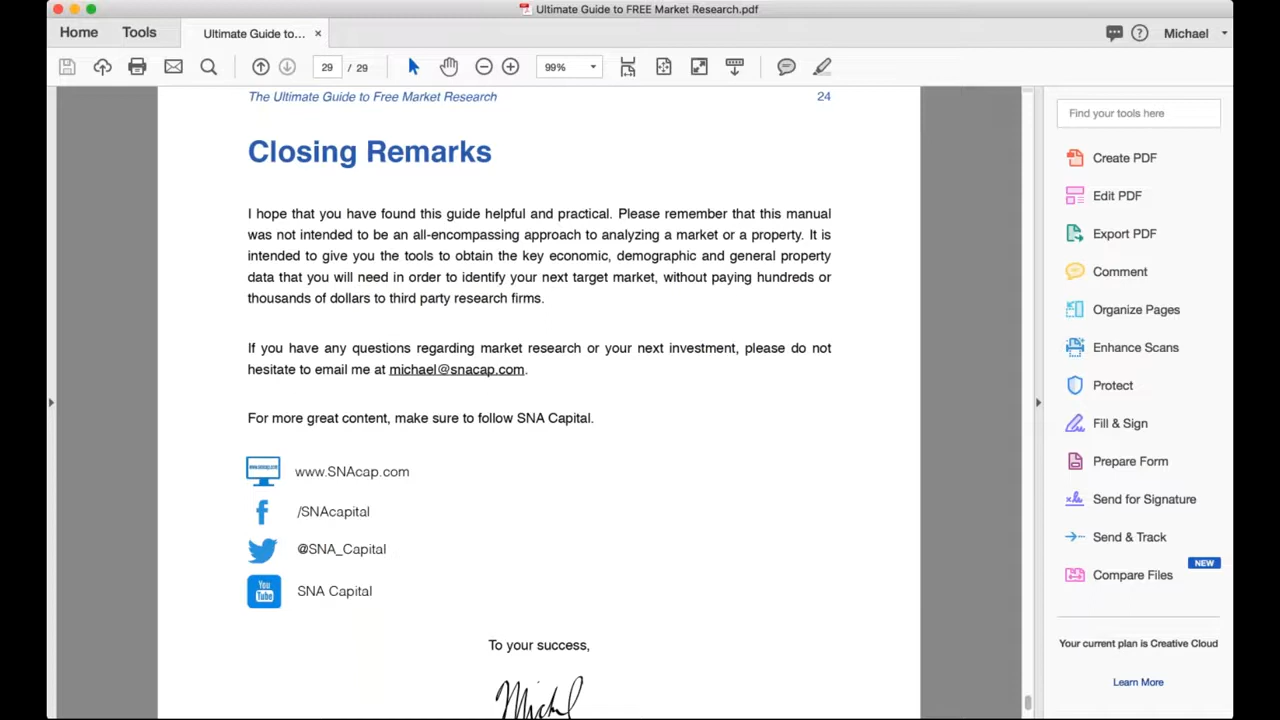 Ultimate Guide to FREE Market Research.pdf
Home Tools Ultimate Guide to... × Michael
29 / 29 99%
The Ultimate Guide to Free Market Research 24
Closing Remarks
I hope that you have found this guide helpful and practical. Please remember that this manual
was not intended to be an all-encompassing approach to analyzing a market or a property. It is
intended to give you the tools to obtain the key economic, demographic and general property
data that you will need in order to identify your next target market, without paying hundreds or
thousands of dollars to third party research firms.
If you have any questions regarding market research or your next investment, please do not
hesitate to email me at michael@snacap.com.
For more great content, make sure to follow SNA Capital.
www.SNAcap.com
/SNAcapital
@SNA_Capital
You
Tube
SNA Capital
To your success,
Michael
Find your tools here
Create PDF
Edit PDF
Export PDF
Comment
Organize Pages
Enhance Scans
Protect
Fill & Sign
Prepare Form
Send for Signature
Send & Track
NEW
Compare Files
Your current plan is Creative Cloud
Learn More